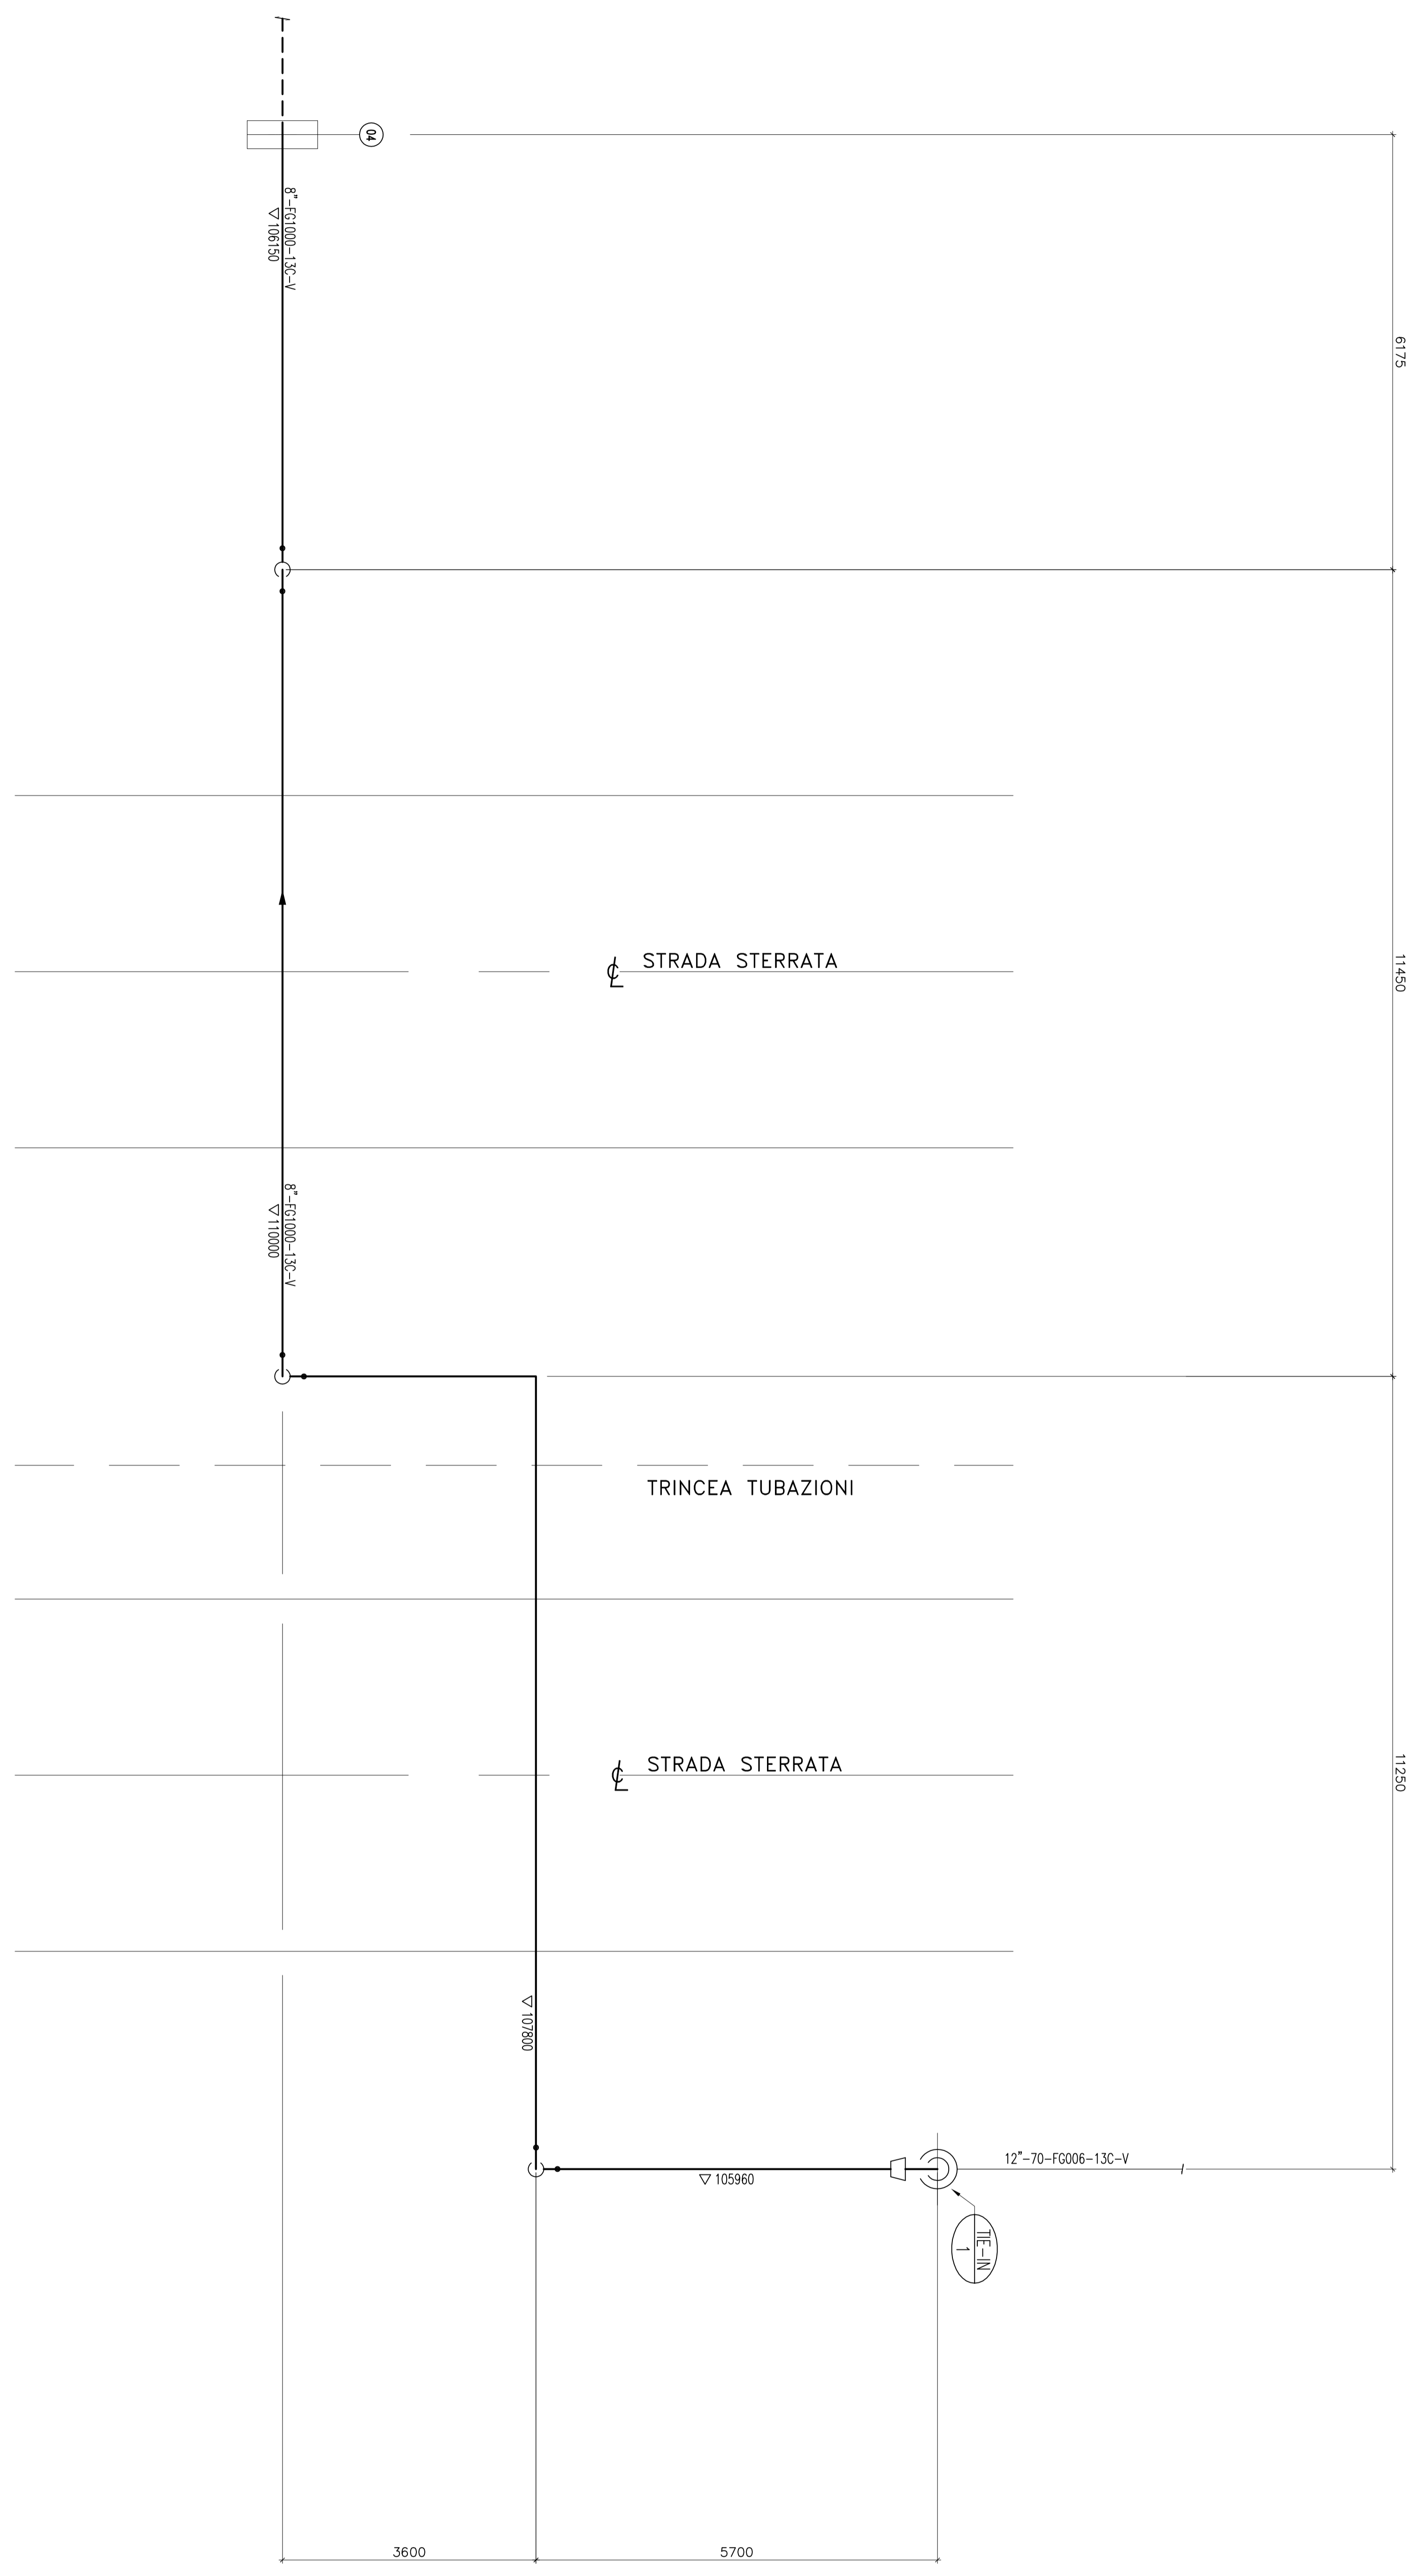 04
8"-FG1000-13C-V
▽ 106150
6175
STRADA STERRATA
11450
8"-FG1000-13C-V
▽ 110000
TRINCEA TUBAZIONI
STRADA STERRATA
11250
▽ 107800
12"-70-FG006-13C-V
▽ 105960
TIE-IN
1
3600
5700